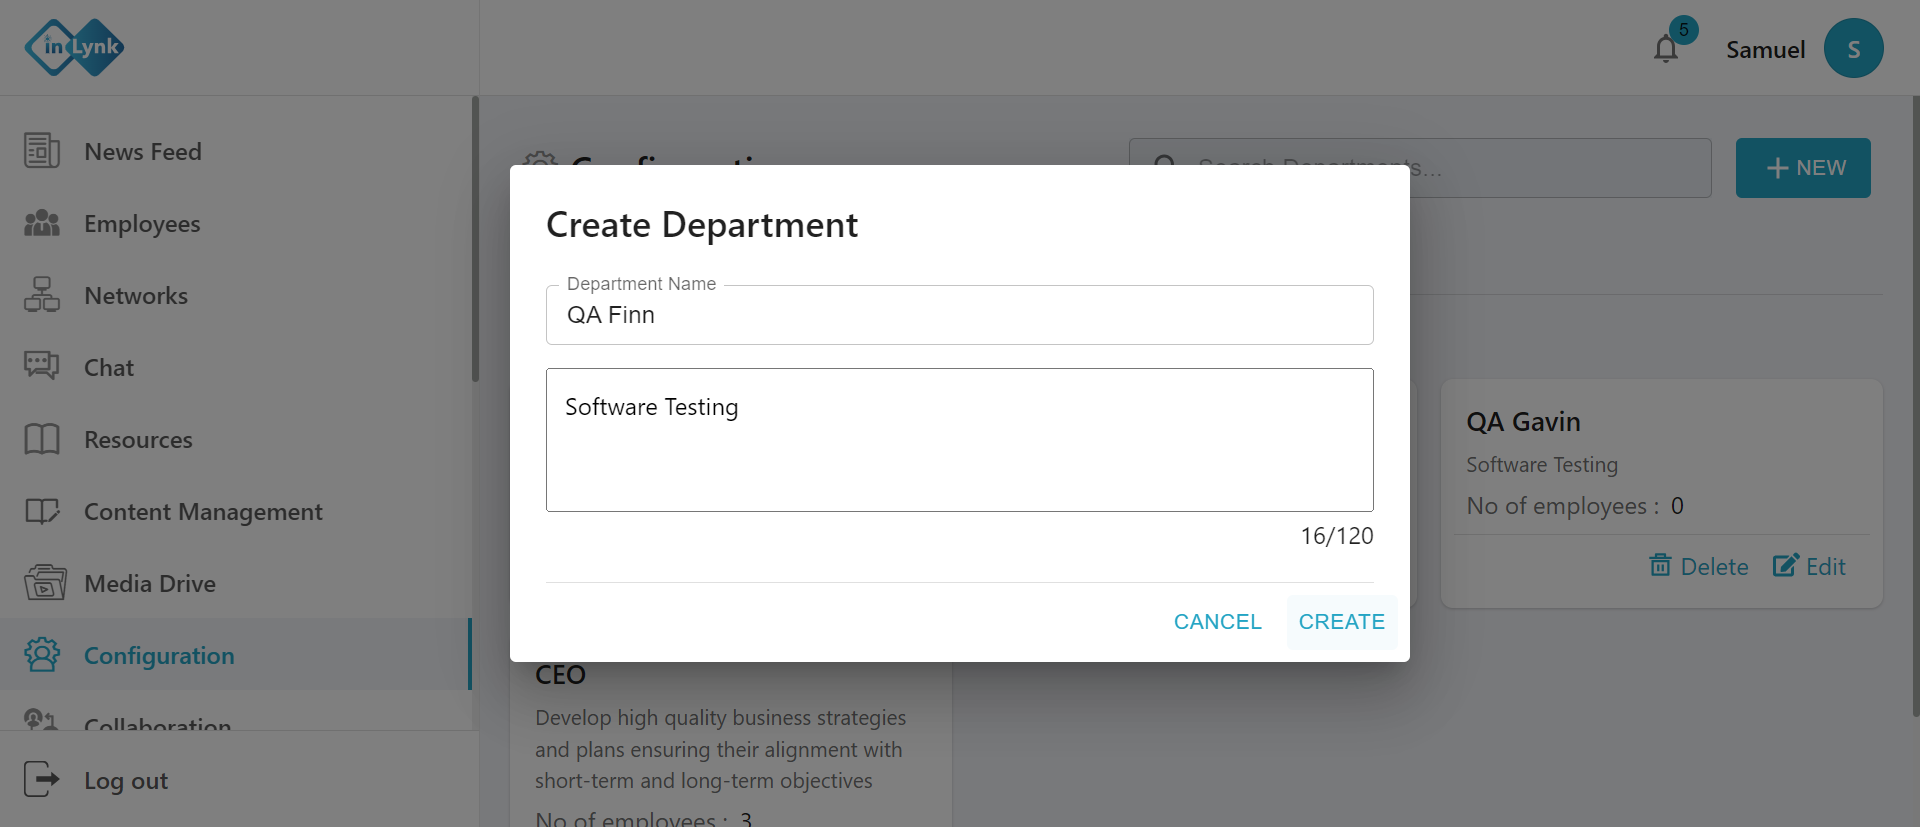 inLynk
5
Samuel
S
News Feed
Employees
Networks
Chat
Resources
Content Management
Media Drive
Configuration
Collaboration
Log out
Configuration
Search Departments...
NEW
Create Department
Department Name
QA Finn
Software Testing
16/120
CANCEL
CREATE
QA Gavin
Software Testing
No of employees : 0
Delete
Edit
CEO
Develop high quality business strategies
and plans ensuring their alignment with
short-term and long-term objectives
No of employees : 3